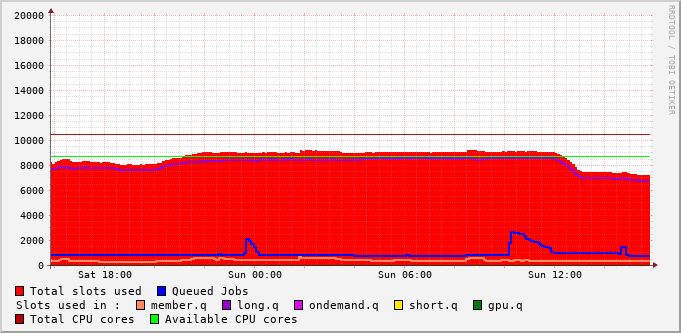 RRDTOOL / TOBI OETIKER
20000
18000
16000
14000
12000
10000
8000
6000
4000
2000
0
Sat 18:00 Sun 00:00 Sun 06:00 Sun 12:00
Total slots used Queued Jobs
Slots used in : member.q long.q ondemand.q short.q gpu.q
Total CPU cores Available CPU cores